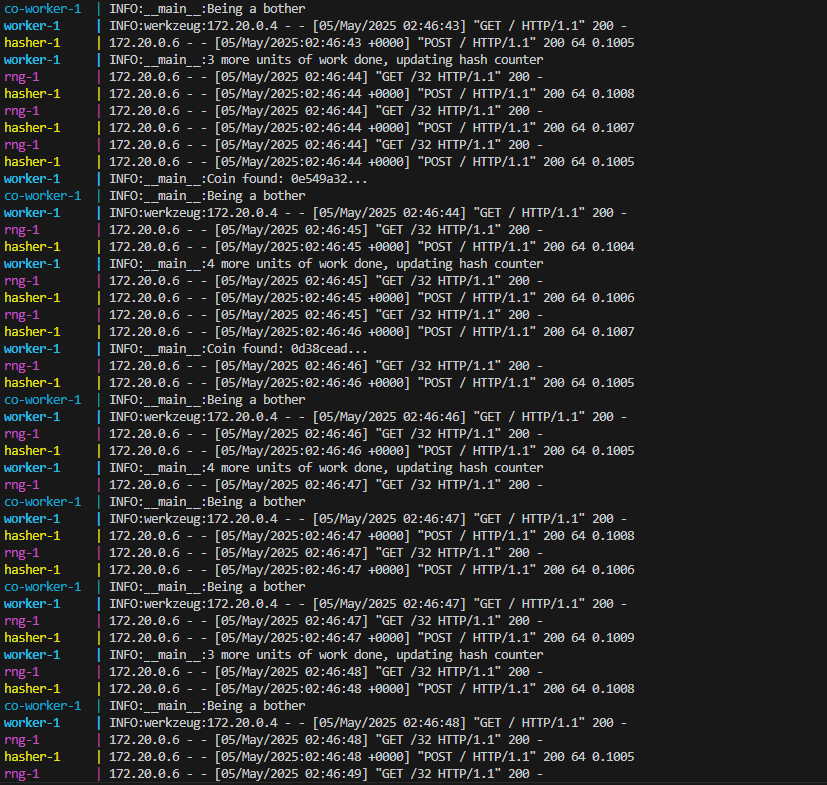 co-worker-1 | INFO:__main__:Being a bother
worker-1 | INFO:werkzeug:172.20.0.4 - - [05/May/2025 02:46:43] "GET / HTTP/1.1" 200 -
hasher-1 | 172.20.0.6 - - [05/May/2025:02:46:43 +0000] "POST / HTTP/1.1" 200 64 0.1005
worker-1 | INFO:__main__:3 more units of work done, updating hash counter
rng-1 | 172.20.0.6 - - [05/May/2025 02:46:44] "GET /32 HTTP/1.1" 200 -
hasher-1 | 172.20.0.6 - - [05/May/2025:02:46:44 +0000] "POST / HTTP/1.1" 200 64 0.1008
rng-1 | 172.20.0.6 - - [05/May/2025 02:46:44] "GET /32 HTTP/1.1" 200 -
hasher-1 | 172.20.0.6 - - [05/May/2025:02:46:44 +0000] "POST / HTTP/1.1" 200 64 0.1007
rng-1 | 172.20.0.6 - - [05/May/2025 02:46:44] "GET /32 HTTP/1.1" 200 -
hasher-1 | 172.20.0.6 - - [05/May/2025:02:46:44 +0000] "POST / HTTP/1.1" 200 64 0.1005
worker-1 | INFO:__main__:Coin found: 0e549a32...
co-worker-1 | INFO:__main__:Being a bother
worker-1 | INFO:werkzeug:172.20.0.4 - - [05/May/2025 02:46:44] "GET / HTTP/1.1" 200 -
rng-1 | 172.20.0.6 - - [05/May/2025 02:46:45] "GET /32 HTTP/1.1" 200 -
hasher-1 | 172.20.0.6 - - [05/May/2025:02:46:45 +0000] "POST / HTTP/1.1" 200 64 0.1004
worker-1 | INFO:__main__:4 more units of work done, updating hash counter
rng-1 | 172.20.0.6 - - [05/May/2025 02:46:45] "GET /32 HTTP/1.1" 200 -
hasher-1 | 172.20.0.6 - - [05/May/2025:02:46:45 +0000] "POST / HTTP/1.1" 200 64 0.1006
rng-1 | 172.20.0.6 - - [05/May/2025 02:46:45] "GET /32 HTTP/1.1" 200 -
hasher-1 | 172.20.0.6 - - [05/May/2025:02:46:46 +0000] "POST / HTTP/1.1" 200 64 0.1007
worker-1 | INFO:__main__:Coin found: 0d38cead...
rng-1 | 172.20.0.6 - - [05/May/2025 02:46:46] "GET /32 HTTP/1.1" 200 -
hasher-1 | 172.20.0.6 - - [05/May/2025:02:46:46 +0000] "POST / HTTP/1.1" 200 64 0.1005
co-worker-1 | INFO:__main__:Being a bother
worker-1 | INFO:werkzeug:172.20.0.4 - - [05/May/2025 02:46:46] "GET / HTTP/1.1" 200 -
rng-1 | 172.20.0.6 - - [05/May/2025 02:46:46] "GET /32 HTTP/1.1" 200 -
hasher-1 | 172.20.0.6 - - [05/May/2025:02:46:46 +0000] "POST / HTTP/1.1" 200 64 0.1005
worker-1 | INFO:__main__:4 more units of work done, updating hash counter
rng-1 | 172.20.0.6 - - [05/May/2025 02:46:47] "GET /32 HTTP/1.1" 200 -
co-worker-1 | INFO:__main__:Being a bother
worker-1 | INFO:werkzeug:172.20.0.4 - - [05/May/2025 02:46:47] "GET / HTTP/1.1" 200 -
hasher-1 | 172.20.0.6 - - [05/May/2025:02:46:47 +0000] "POST / HTTP/1.1" 200 64 0.1008
rng-1 | 172.20.0.6 - - [05/May/2025 02:46:47] "GET /32 HTTP/1.1" 200 -
hasher-1 | 172.20.0.6 - - [05/May/2025:02:46:47 +0000] "POST / HTTP/1.1" 200 64 0.1006
co-worker-1 | INFO:__main__:Being a bother
worker-1 | INFO:werkzeug:172.20.0.4 - - [05/May/2025 02:46:47] "GET / HTTP/1.1" 200 -
rng-1 | 172.20.0.6 - - [05/May/2025 02:46:47] "GET /32 HTTP/1.1" 200 -
hasher-1 | 172.20.0.6 - - [05/May/2025:02:46:47 +0000] "POST / HTTP/1.1" 200 64 0.1009
worker-1 | INFO:__main__:3 more units of work done, updating hash counter
rng-1 | 172.20.0.6 - - [05/May/2025 02:46:48] "GET /32 HTTP/1.1" 200 -
hasher-1 | 172.20.0.6 - - [05/May/2025:02:46:48 +0000] "POST / HTTP/1.1" 200 64 0.1008
co-worker-1 | INFO:__main__:Being a bother
worker-1 | INFO:werkzeug:172.20.0.4 - - [05/May/2025 02:46:48] "GET / HTTP/1.1" 200 -
rng-1 | 172.20.0.6 - - [05/May/2025 02:46:48] "GET /32 HTTP/1.1" 200 -
hasher-1 | 172.20.0.6 - - [05/May/2025:02:46:48 +0000] "POST / HTTP/1.1" 200 64 0.1005
rng-1 | 172.20.0.6 - - [05/May/2025 02:46:49] "GET /32 HTTP/1.1" 200 -